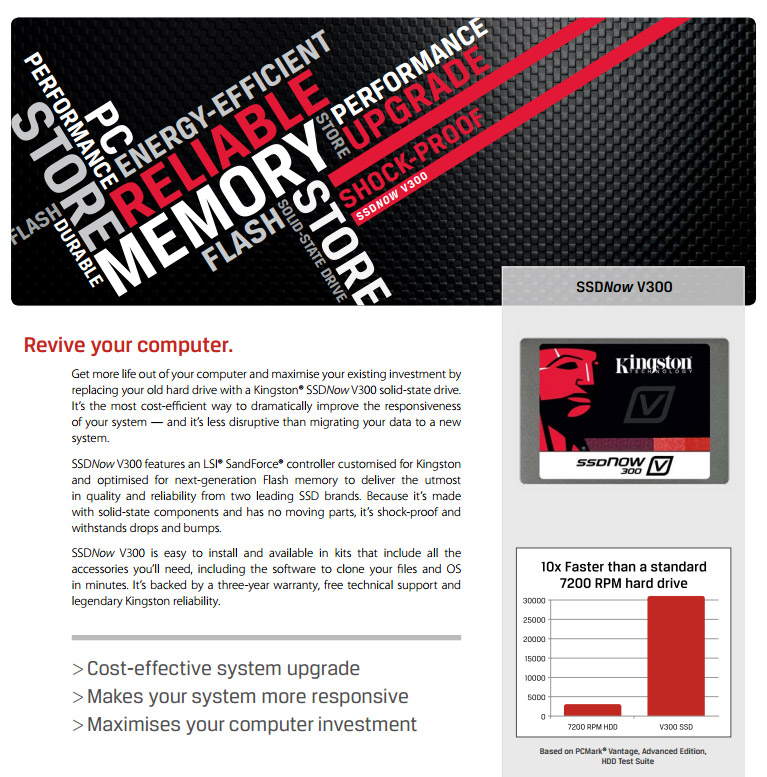 PERFORMANCE
PC
STORE
ENERGY-EFFICIENT
RELIABLE
MEMORY
FLASH
DURABLE
FLASH
STORE
SOLID-STATE DRIVE
STORE
PERFORMANCE
UPGRADE
SHOCK-PROOF
SSDNOW V300
SSDNow V300
Revive your computer.
Get more life out of your computer and maximise your existing investment by
replacing your old hard drive with a Kingston® SSDNow V300 solid-state drive.
It's the most cost-efficient way to dramatically improve the responsiveness
of your system — and it's less disruptive than migrating your data to a new
system.
SSDNow V300 features an LSI® SandForce® controller customised for Kingston
and optimised for next-generation Flash memory to deliver the utmost
in quality and reliability from two leading SSD brands. Because it's made
with solid-state components and has no moving parts, it's shock-proof and
withstands drops and bumps.
SSDNow V300 is easy to install and available in kits that include all the
accessories you'll need, including the software to clone your files and OS
in minutes. It's backed by a three-year warranty, free technical support and
legendary Kingston reliability.
> Cost-effective system upgrade
> Makes your system more responsive
> Maximises your computer investment
Kingston
TECHNOLOGY
V
SSDNOW
300
V
10x Faster than a standard
7200 RPM hard drive
30000
25000
20000
15000
10000
5000
0
7200 RPM HDD V300 SSD
Based on PCMark® Vantage, Advanced Edition,
HDD Test Suite